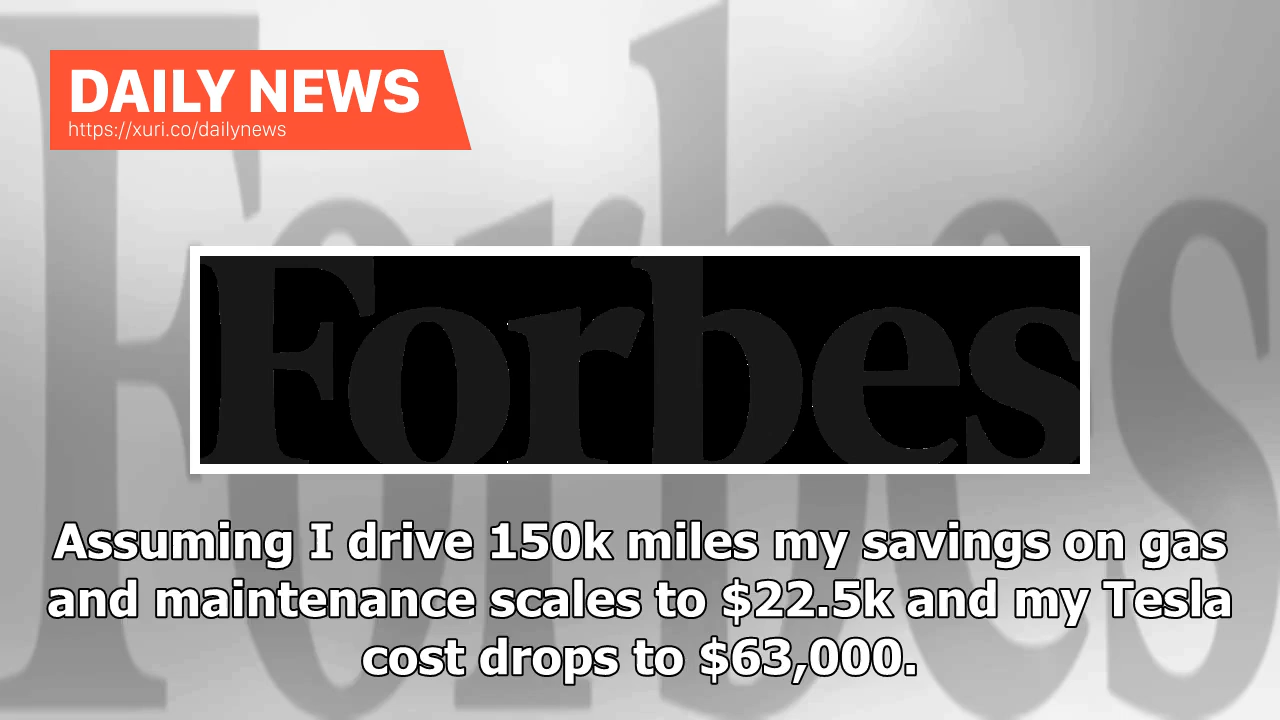 DAILY NEWS
https://xuri.co/dailynews
Forbes
Forbes
Assuming I drive 150k miles my savings on gas
and maintenance scales to $22.5k and my Tesla
cost drops to $63,000.